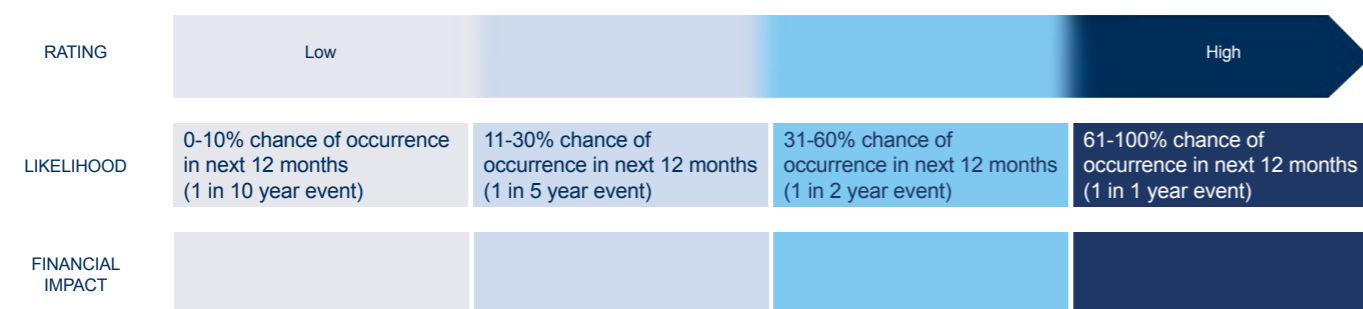 RATING
Low
High
LIKELIHOOD
0-10% chance of occurrence
in next 12 months
(1 in 10 year event)
11-30% chance of
occurrence in next 12 months
(1 in 5 year event)
31-60% chance of
occurrence in next 12 months
(1 in 2 year event)
61-100% chance of
occurrence in next 12 months
(1 in 1 year event)
FINANCIAL
IMPACT